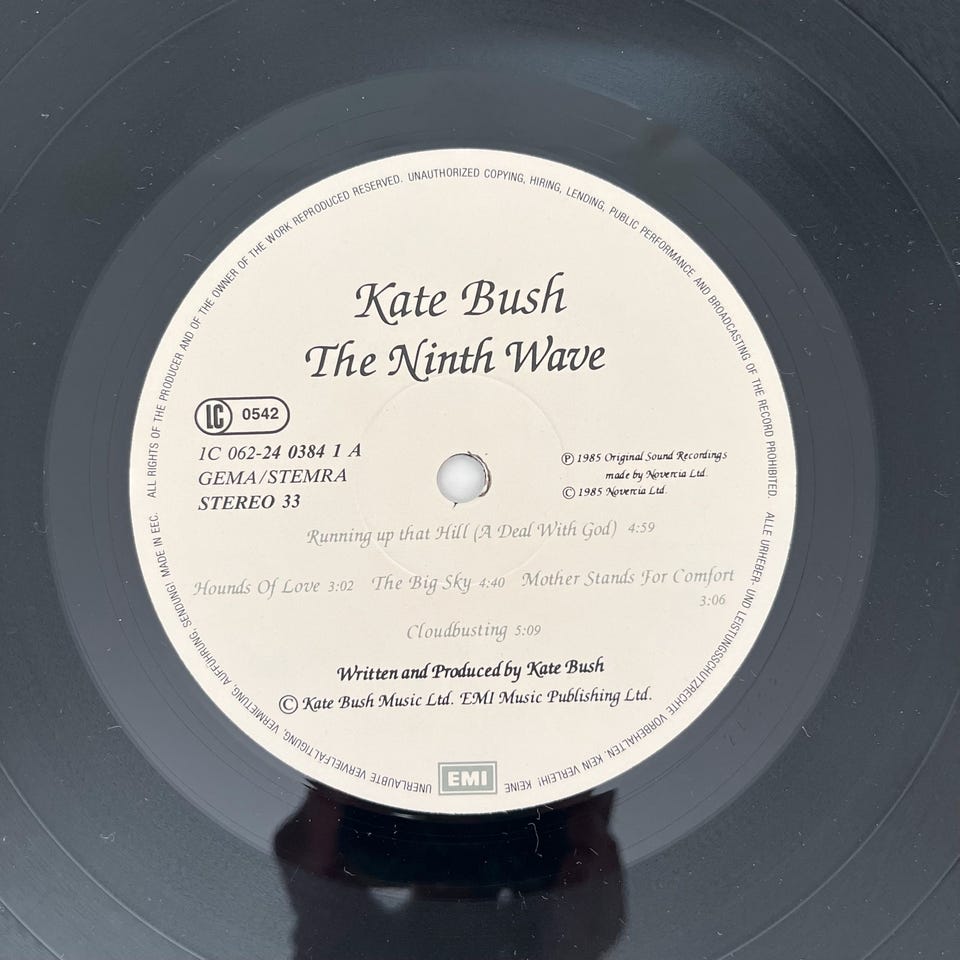 ALL RIGHTS OF THE PRODUCER AND OF THE OWNER OF THE WORK REPRODUCED RESERVED. UNAUTHORIZED COPYING, HIRING, LENDING, PUBLIC PERFORMANCE AND BROADCASTING OF THE RECORD PROHIBITED.
Kate Bush
The Ninth Wave
LC 0542
1C 062-24 0384 1 A
GEMA/STEMRA
STEREO 33
℗ 1985 Original Sound Recordings
made by Novercia Ltd.
© 1985 Novercia Ltd.
Running up that Hill (A Deal With God) 4:59
Hounds Of Love 3:02 The Big Sky 4:40 Mother Stands For Comfort
3:06
Cloudbusting 5:09
Written and Produced by Kate Bush
© Kate Bush Music Ltd. EMI Music Publishing Ltd.
EMI
ALLE URHEBER- UND LEISTUNGSSCHUTZRECHTE VORBEHALTEN. KEIN VERLEIH! KEINE UNERLAUBTE VERVIELFÄLTIGUNG, VERMIETUNG, AUFFÜHRUNG, SENDUNG! MADE IN EEC.